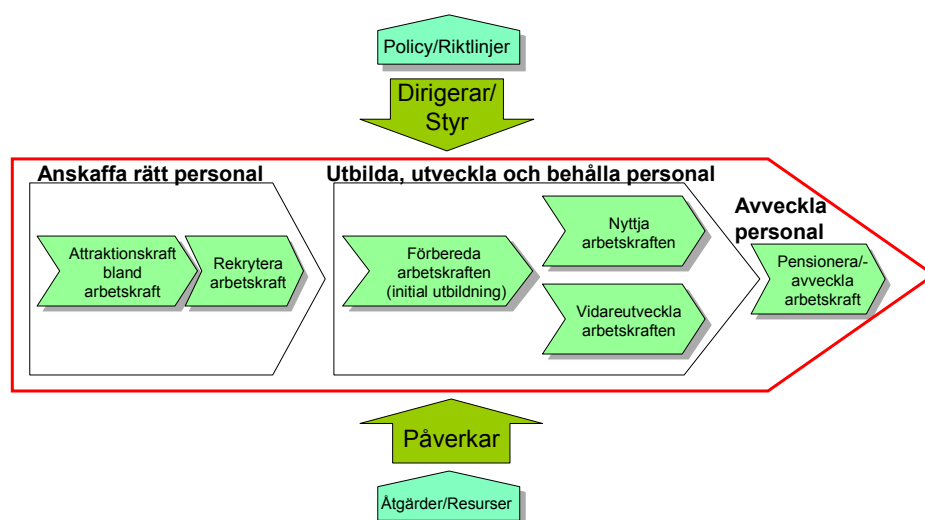 Policy/Riktlinjer
Dirigerar/
Styr
Anskaffa rätt personal
Attraktionskraft
bland
arbetskraft
Rekrytera
arbetskraft
Utbilda, utveckla och behålla personal
Förbereda
arbetskraften
(initial utbildning)
Nyttja
arbetskraften
Vidareutveckla
arbetskraften
Avveckla
personal
Pensionera/-
avveckla
arbetskraft
Påverkar
Åtgärder/Resurser